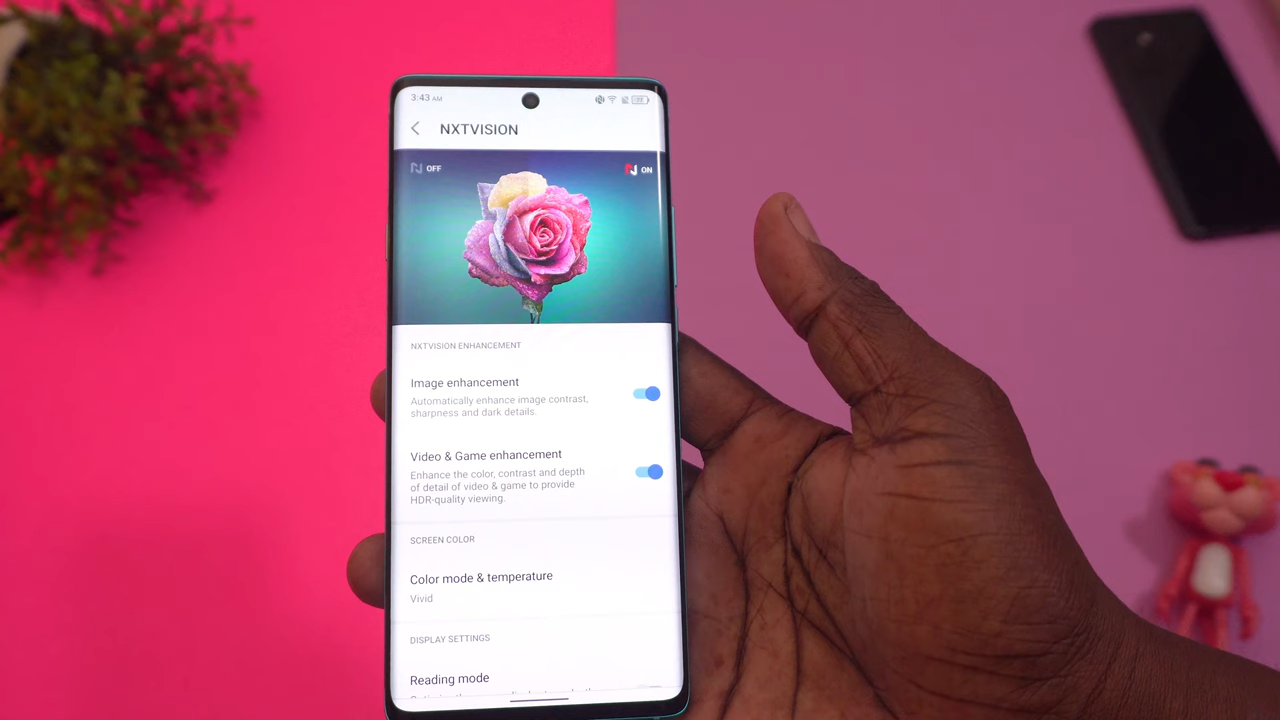 3:43 AM
NXTVISION
OFF
ON
NXTVISION ENHANCEMENT
Image enhancement
Automatically enhance image contrast,
sharpness and dark details.
Video & Game enhancement
Enhance the color, contrast and depth
of detail of video & game to provide
HDR-quality viewing.
SCREEN COLOR
Color mode & temperature
Vivid
DISPLAY SETTINGS
Reading mode